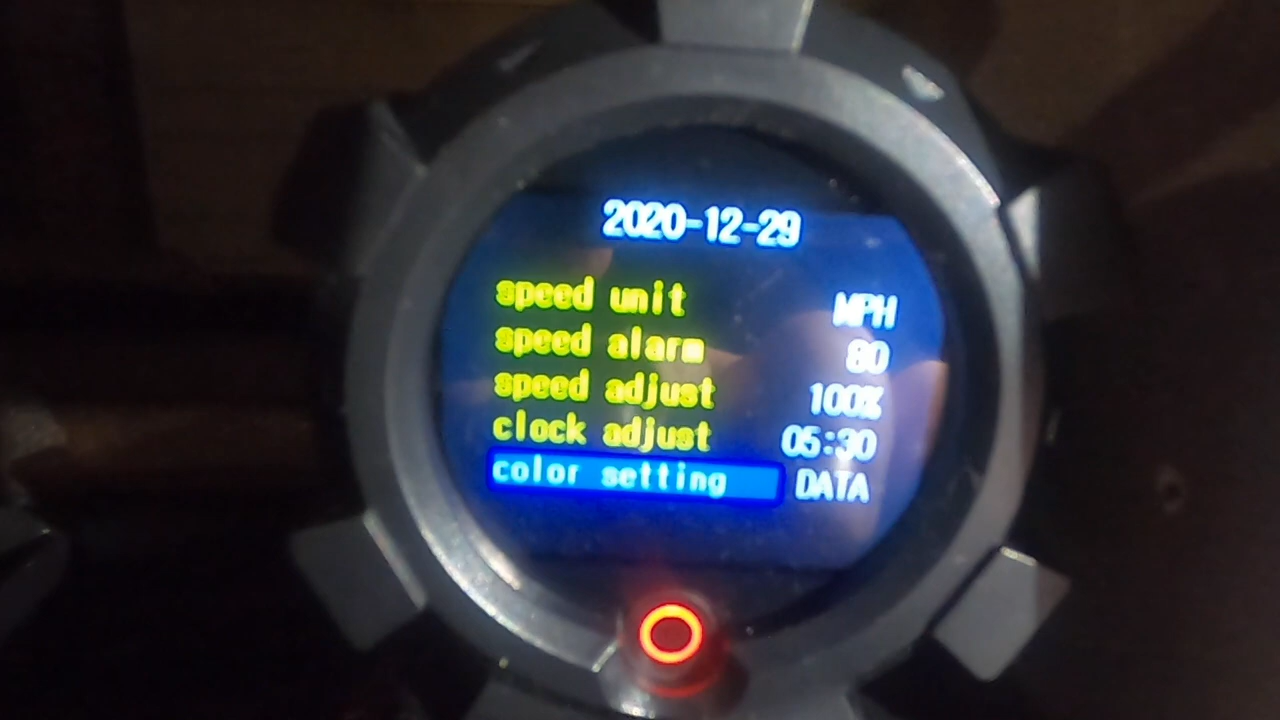 2020-12-29
speed unit MPH
speed alarm 80
speed adjust 100%
clock adjust 05:30
color setting DATA